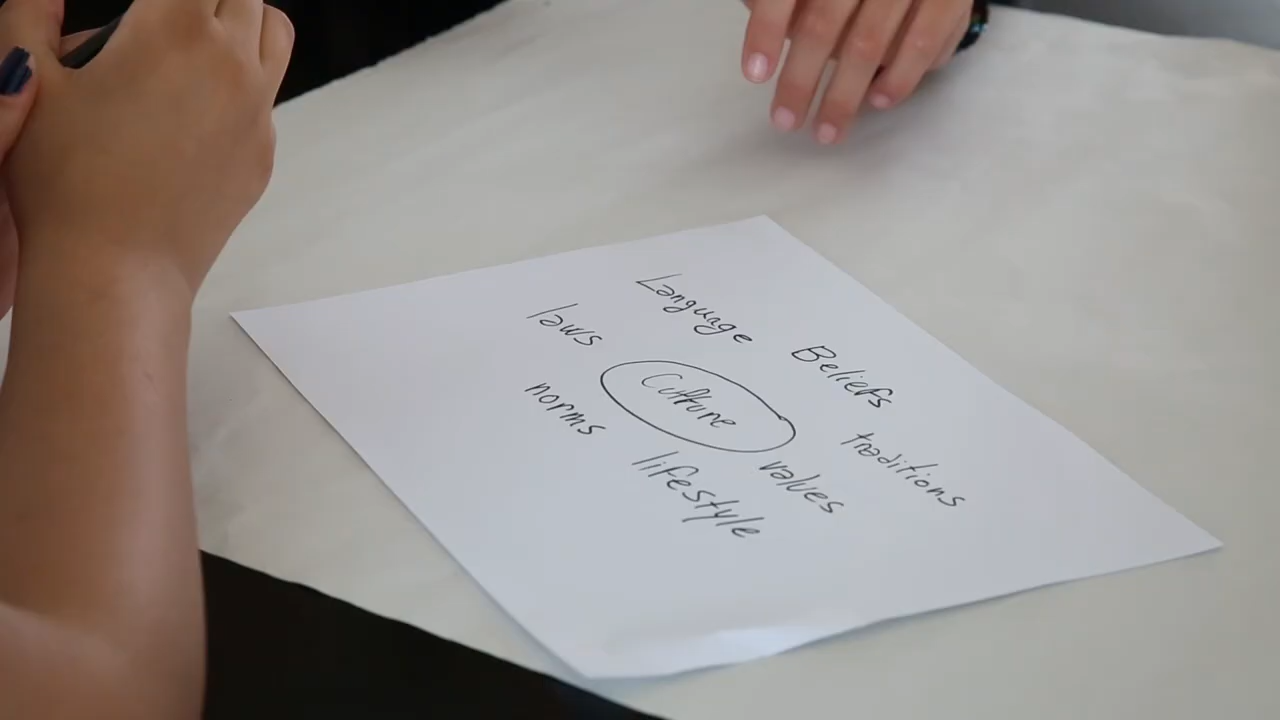 Language
laws
Beliefs
Culture
norms
traditions
values
lifestyle